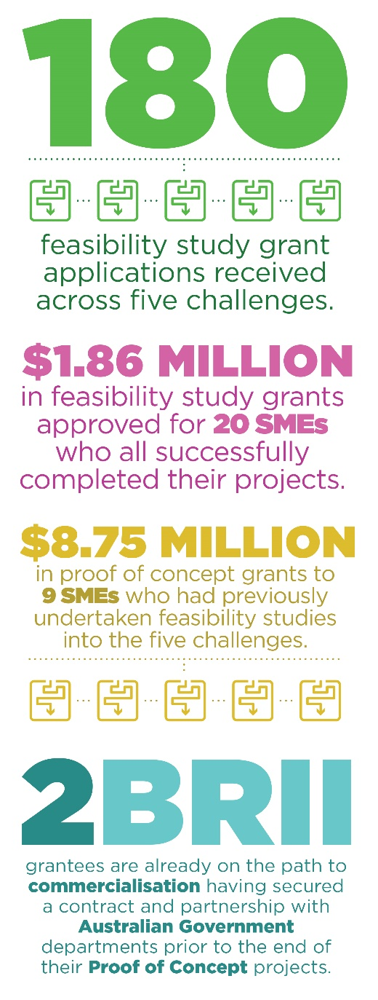 180
feasibility study grant
applications received
across five challenges.
$1.86 MILLION
in feasibility study grants
approved for 20 SMEs
who all successfully
completed their projects.
$8.75 MILLION
in proof of concept grants to
9 SMEs who had previously
undertaken feasibility studies
into the five challenges.
2BRII
grantees are already on the path to
commercialisation having secured
a contract and partnership with
Australian Government
departments prior to the end of
their Proof of Concept projects.